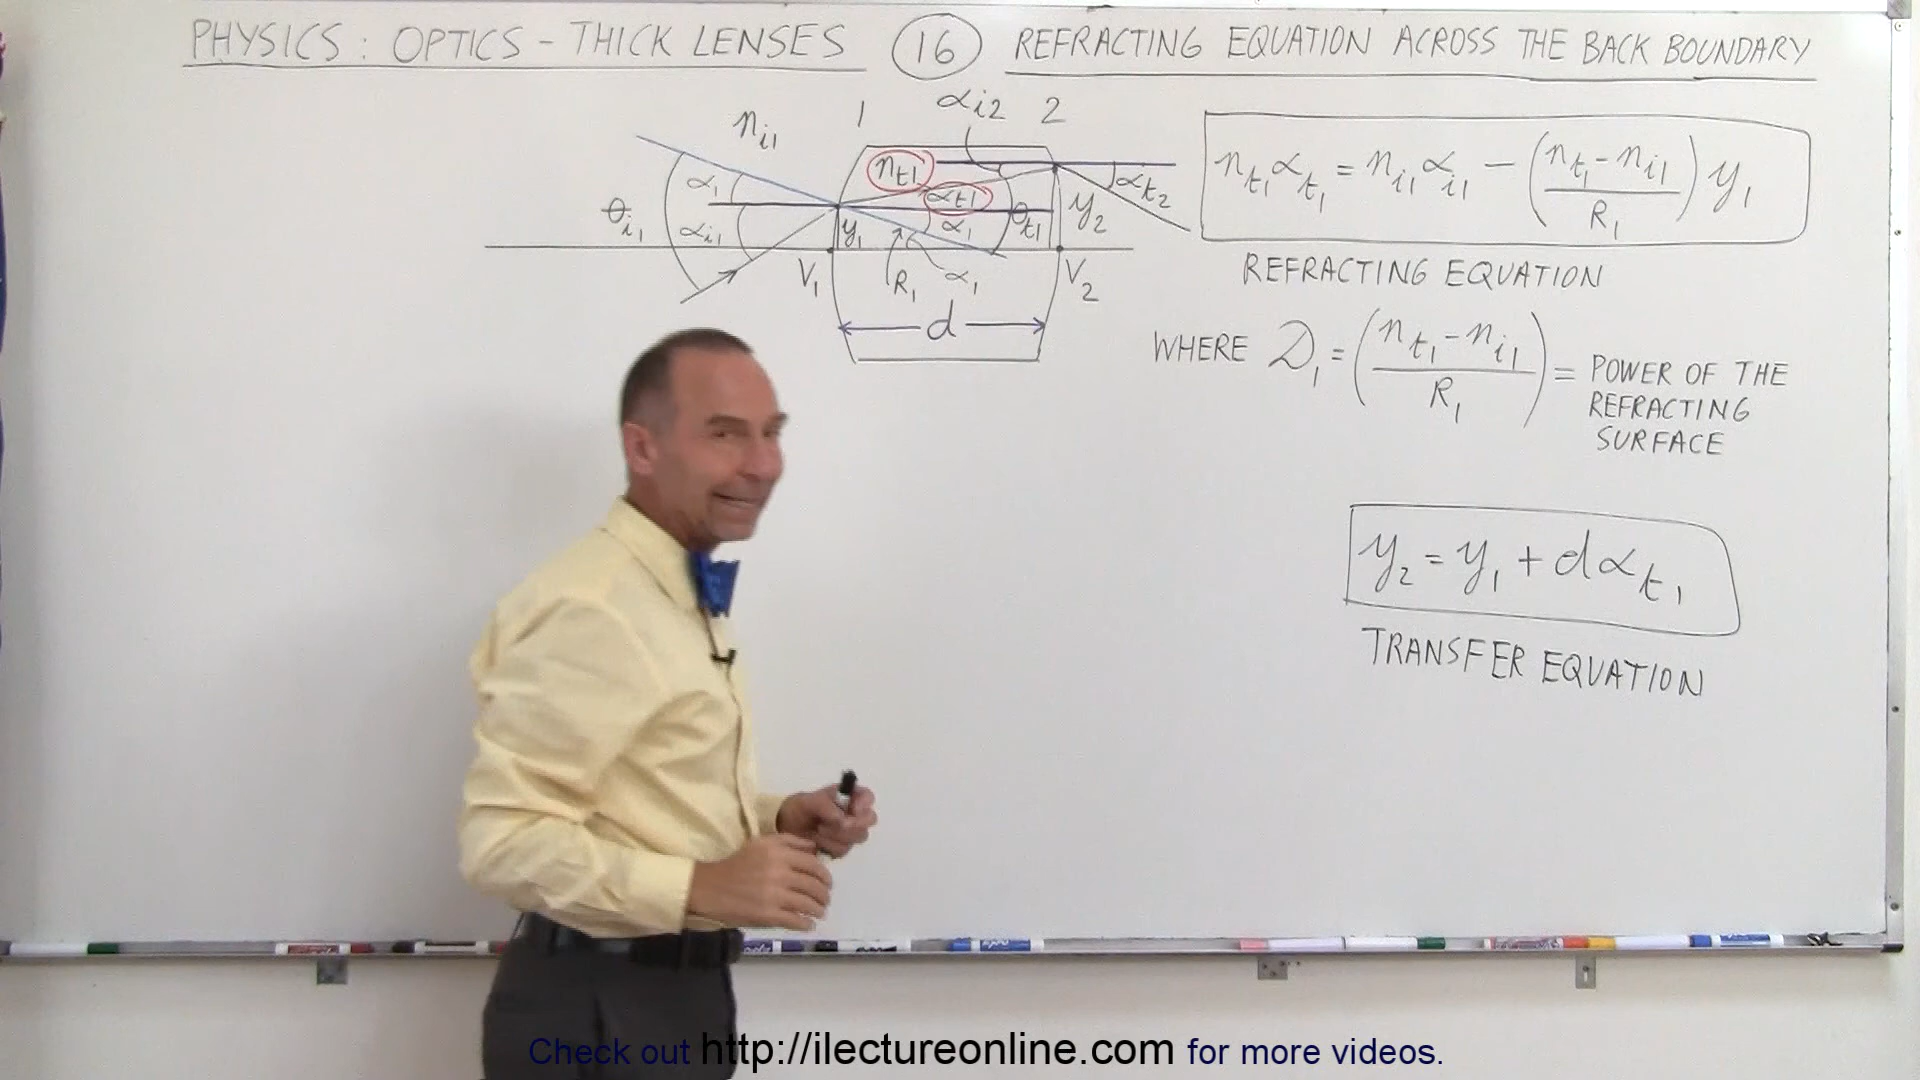 PHYSICS: OPTICS - THICK LENSES (16) REFRACTING EQUATION ACROSS THE BACK BOUNDARY
n_i1 1 α_i2 2
n_t1
α_1 α_t1 α_t2
θ_i1 α_i1 y_1 α_1 θ_t1 y_2
V_1 R_1 α_1 V_2
d
n_t1 α_t1 = n_i1 α_i1 - ((n_t1 - n_i1)/R_1) y_1
REFRACTING EQUATION
WHERE 𝒟_1 = ((n_t1 - n_i1)/R_1) = POWER OF THE
REFRACTING
SURFACE
y_2 = y_1 + dα_t1
TRANSFER EQUATION
Check out http://ilectureonline.com for more videos.